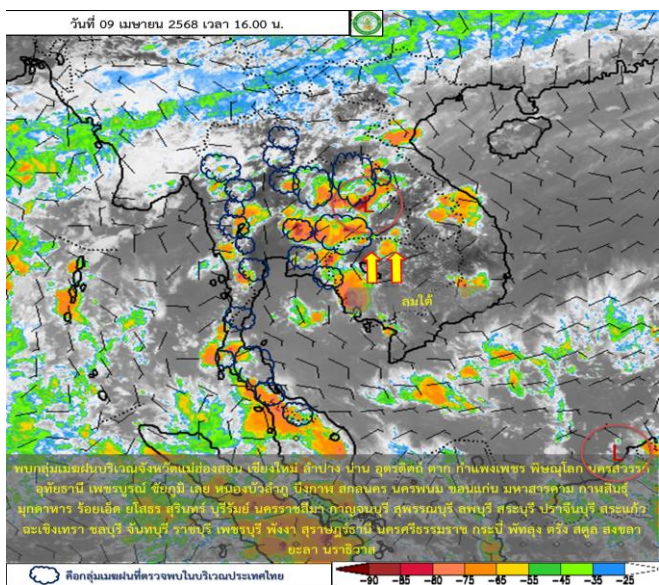 วันที่ 09 เมษายน 2568 เวลา 16.00 น.
L
ลมใต้
L
พบกลุ่มเมฆฝนบริเวณจังหวัดแม่ฮ่องสอน เชียงใหม่ ลำปาง น่าน อุตรดิตถ์ ตาก กำแพงเพชร พิษณุโลก นครสวรรค์
อุทัยธานี เพชรบูรณ์ ชัยภูมิ เลย หนองบัวลำภู บึงกาฬ สกลนคร นครพนม ขอนแก่น มหาสารคาม กาฬสินธุ์
มุกดาหาร ร้อยเอ็ด ยโสธร สุรินทร์ บุรีรัมย์ นครราชสีมา กาญจนบุรี สุพรรณบุรี ลพบุรี สระบุรี ปราจีนบุรี สระแก้ว
ฉะเชิงเทรา ชลบุรี จันทบุรี ราชบุรี เพชรบุรี พังงา สุราษฎร์ธานี นครศรีธรรมราช กระบี่ พัทลุง ตรัง สตูล สงขลา
ยะลา นราธิวาส
คือกลุ่มเมฆฝนที่ตรวจพบในบริเวณประเทศไทย
-90 -85 -80 -75 -65 -55 -45 -35 -25